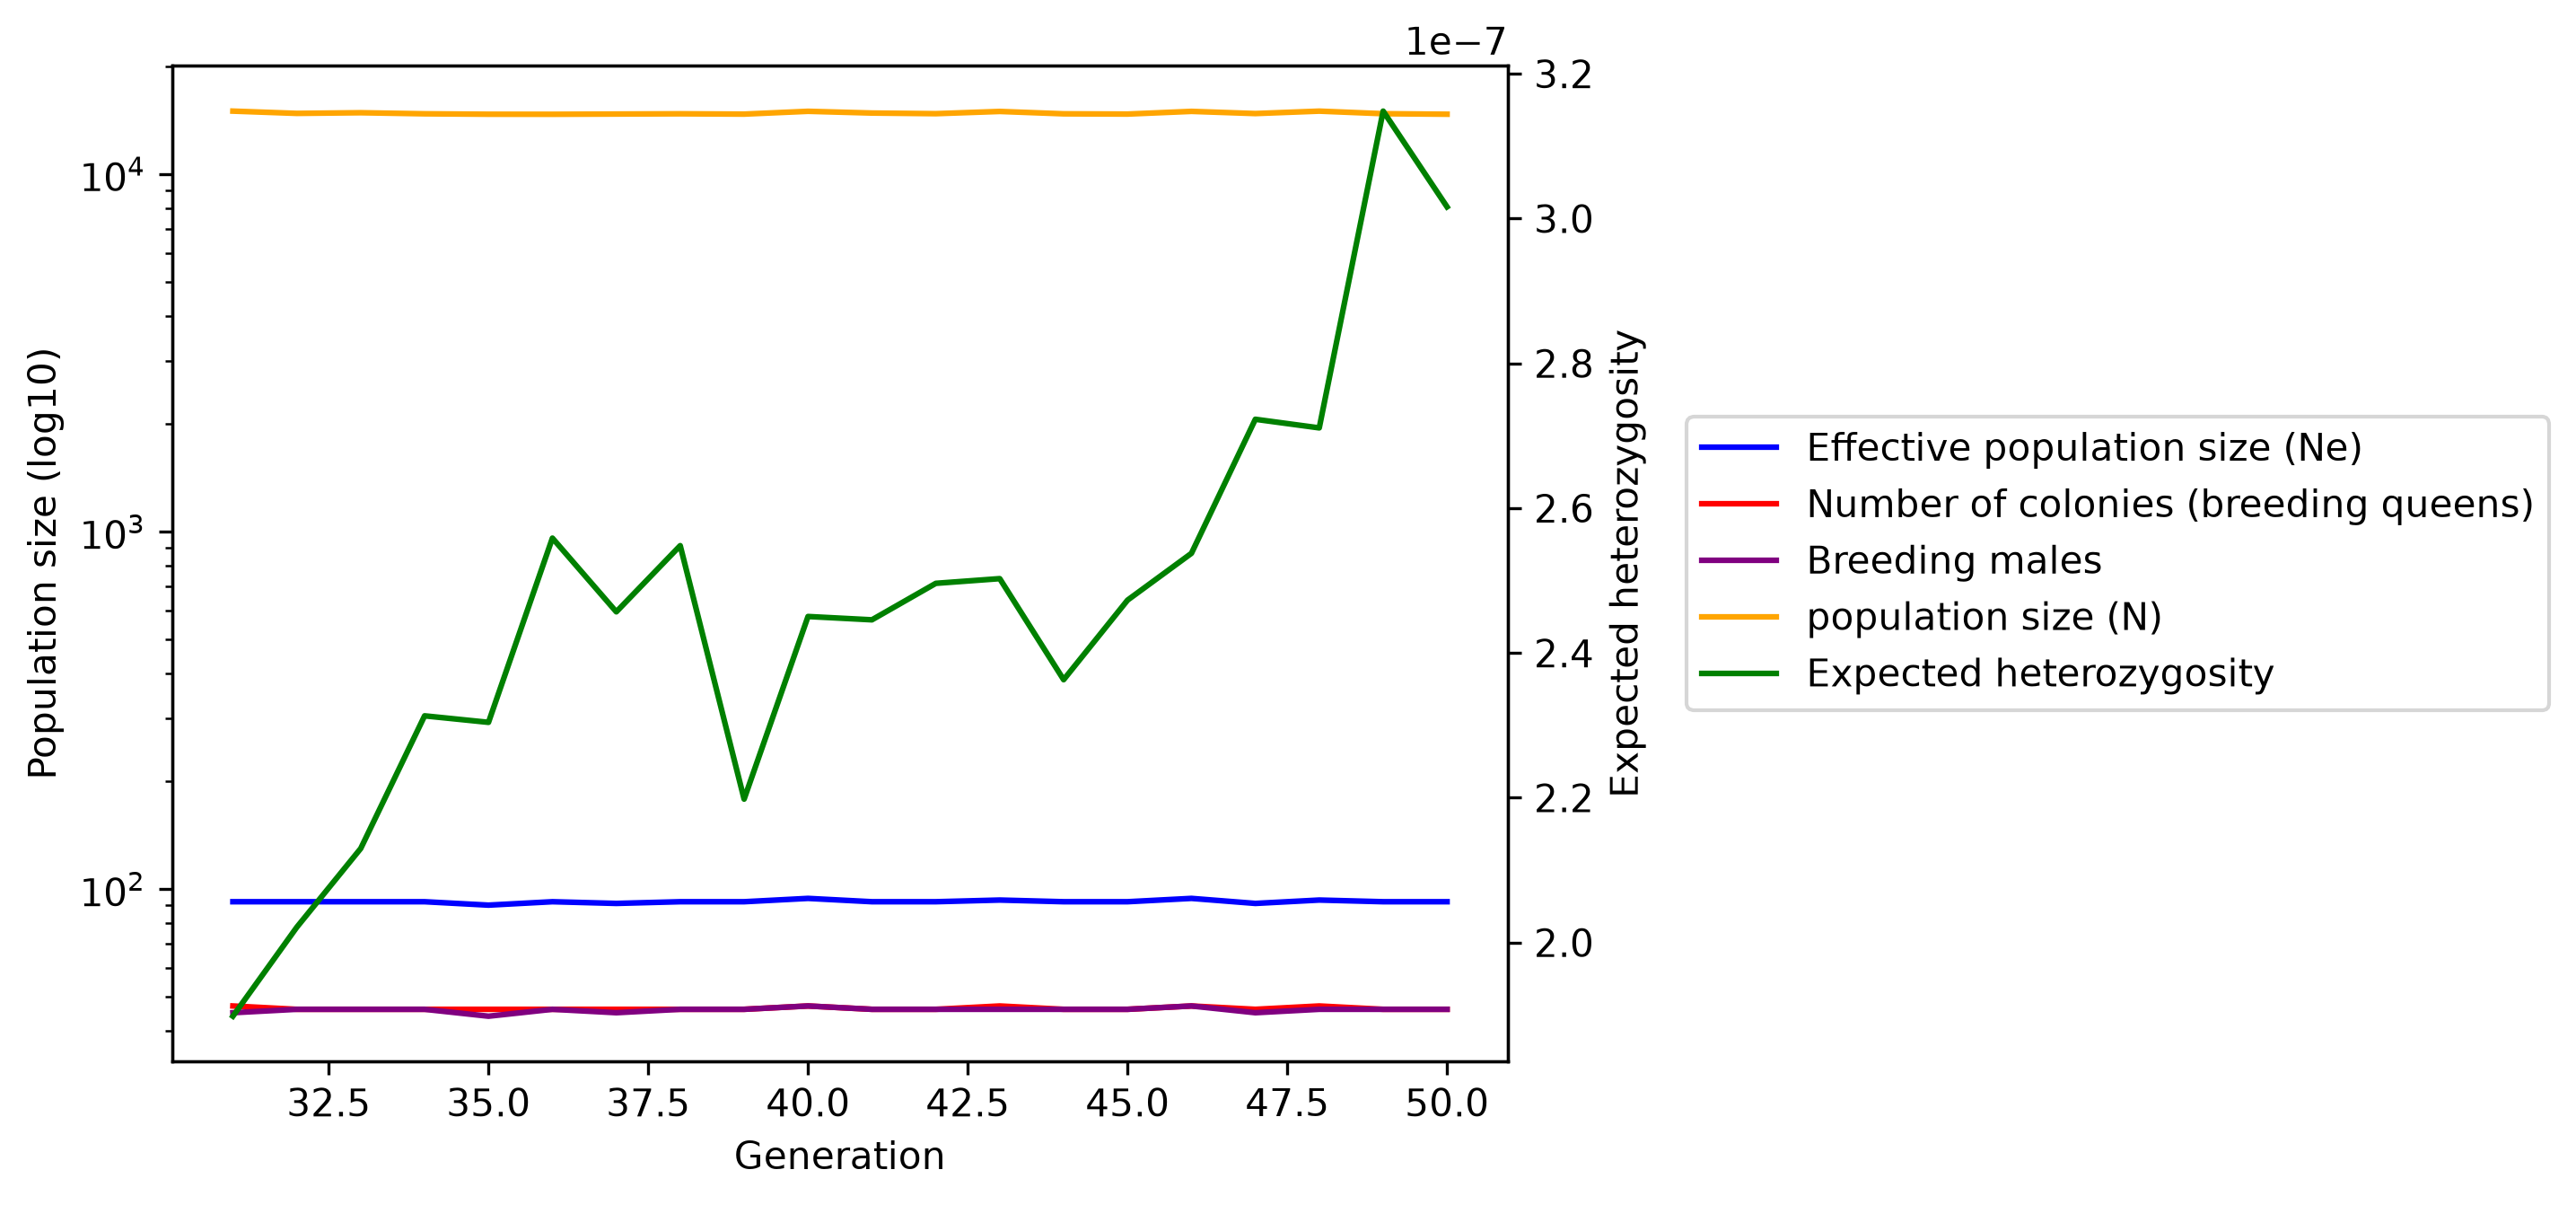 1e−7
Population size (log10)
10⁴
10³
10²
3.2
3.0
2.8
2.6
2.4
2.2
2.0
Expected heterozygosity
32.5 35.0 37.5 40.0 42.5 45.0 47.5 50.0
Generation
Effective population size (Ne)
Number of colonies (breeding queens)
Breeding males
population size (N)
Expected heterozygosity